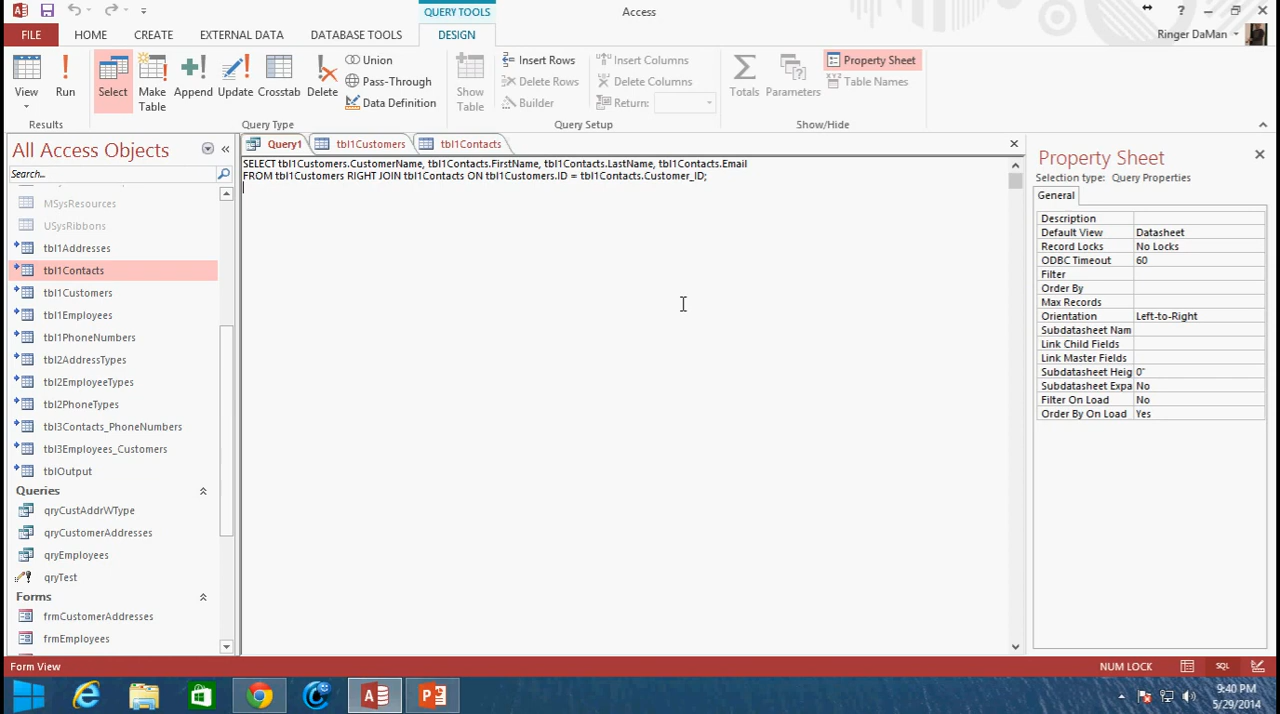 QUERY TOOLS
Access
?
FILE
HOME
CREATE
EXTERNAL DATA
DATABASE TOOLS
DESIGN
Ringer DaMan
View
Run
Select
Make Table
Append
Update
Crosstab
Delete
Union
Pass-Through
Data Definition
Show Table
Insert Rows
Delete Rows
Builder
Insert Columns
Delete Columns
Return:
Totals
Parameters
Property Sheet
Table Names
Results
Query Type
Query Setup
Show/Hide
All Access Objects
Search...
MSysResources
USysRibbons
tbl1Addresses
tbl1Contacts
tbl1Customers
tbl1Employees
tbl1PhoneNumbers
tbl2AddressTypes
tbl2EmployeeTypes
tbl2PhoneTypes
tbl3Contacts_PhoneNumbers
tbl3Employees_Customers
tblOutput
Queries
qryCustAddrWType
qryCustomerAddresses
qryEmployees
qryTest
Forms
frmCustomerAddresses
frmEmployees
Query1
tbl1Customers
tbl1Contacts
SELECT tbl1Customers.CustomerName, tbl1Contacts.FirstName, tbl1Contacts.LastName, tbl1Contacts.Email
FROM tbl1Customers RIGHT JOIN tbl1Contacts ON tbl1Customers.ID = tbl1Contacts.Customer_ID;
Property Sheet
Selection type: Query Properties
General
Description
Default View Datasheet
Record Locks No Locks
ODBC Timeout 60
Filter
Order By
Max Records
Orientation Left-to-Right
Subdatasheet Nam
Link Child Fields
Link Master Fields
Subdatasheet Heig 0"
Subdatasheet Expa No
Filter On Load No
Order By On Load Yes
Form View
NUM LOCK
SQL
9:40 PM
5/29/2014